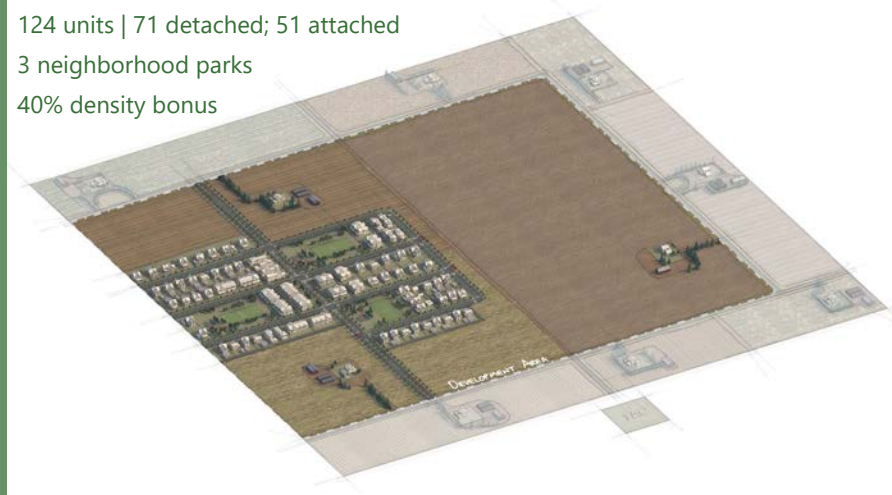 124 units | 71 detached; 51 attached
3 neighborhood parks
40% density bonus
DEVELOPMENT AREA